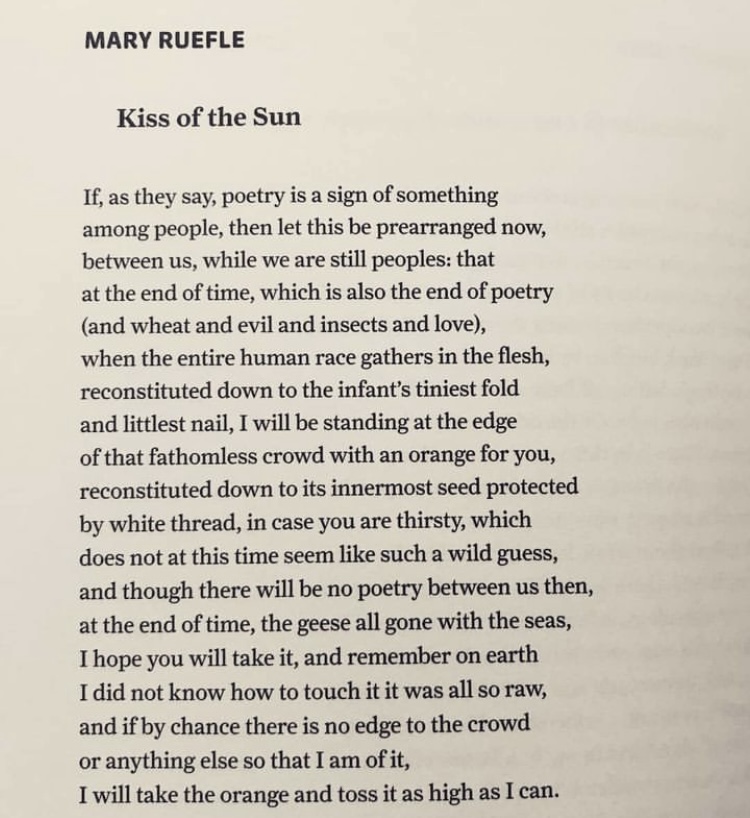 MARY RUEFLE
Kiss of the Sun
If, as they say, poetry is a sign of something
among people, then let this be prearranged now,
between us, while we are still peoples: that
at the end of time, which is also the end of poetry
(and wheat and evil and insects and love),
when the entire human race gathers in the flesh,
reconstituted down to the infant’s tiniest fold
and littlest nail, I will be standing at the edge
of that fathomless crowd with an orange for you,
reconstituted down to its innermost seed protected
by white thread, in case you are thirsty, which
does not at this time seem like such a wild guess,
and though there will be no poetry between us then,
at the end of time, the geese all gone with the seas,
I hope you will take it, and remember on earth
I did not know how to touch it it was all so raw,
and if by chance there is no edge to the crowd
or anything else so that I am of it,
I will take the orange and toss it as high as I can.